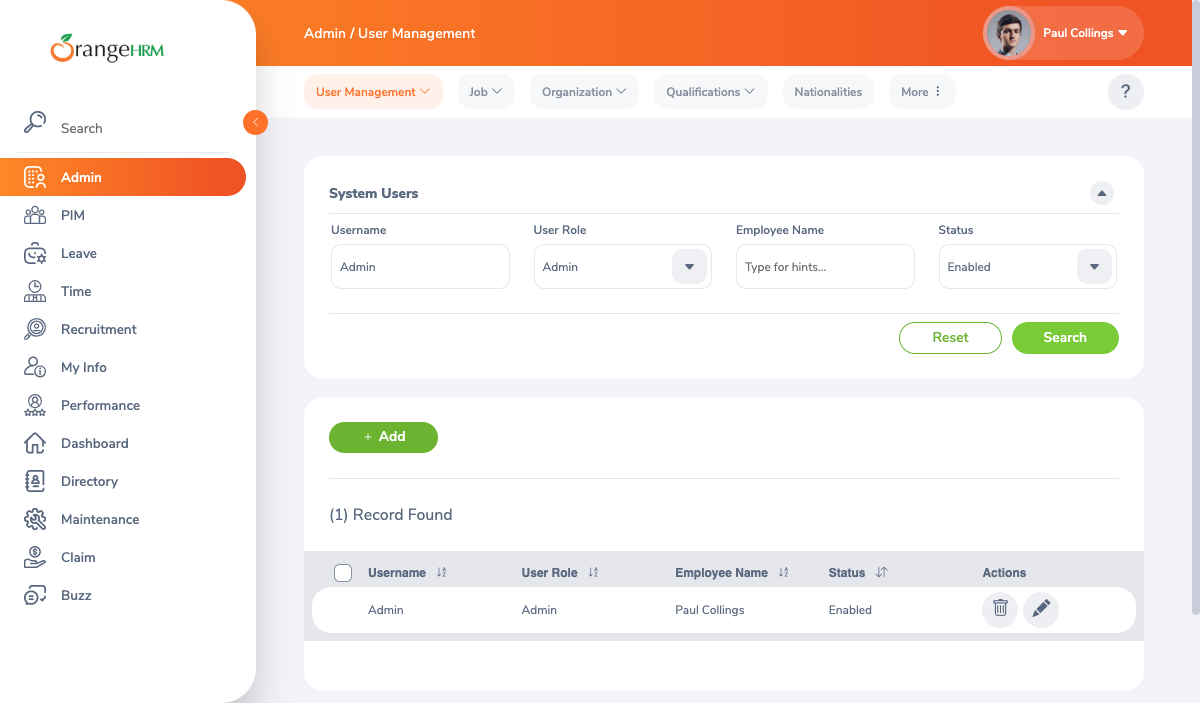 OrangeHRM
Search
Admin
PIM
Leave
Time
Recruitment
My Info
Performance
Dashboard
Directory
Maintenance
Claim
Buzz
Admin / User Management
Paul Collings
User Management
Job
Organization
Qualifications
Nationalities
More
?
System Users
Username
User Role
Employee Name
Status
Admin
Admin
Type for hints...
Enabled
Reset
Search
+ Add
(1) Record Found
Username
User Role
Employee Name
Status
Actions
Admin
Admin
Paul Collings
Enabled